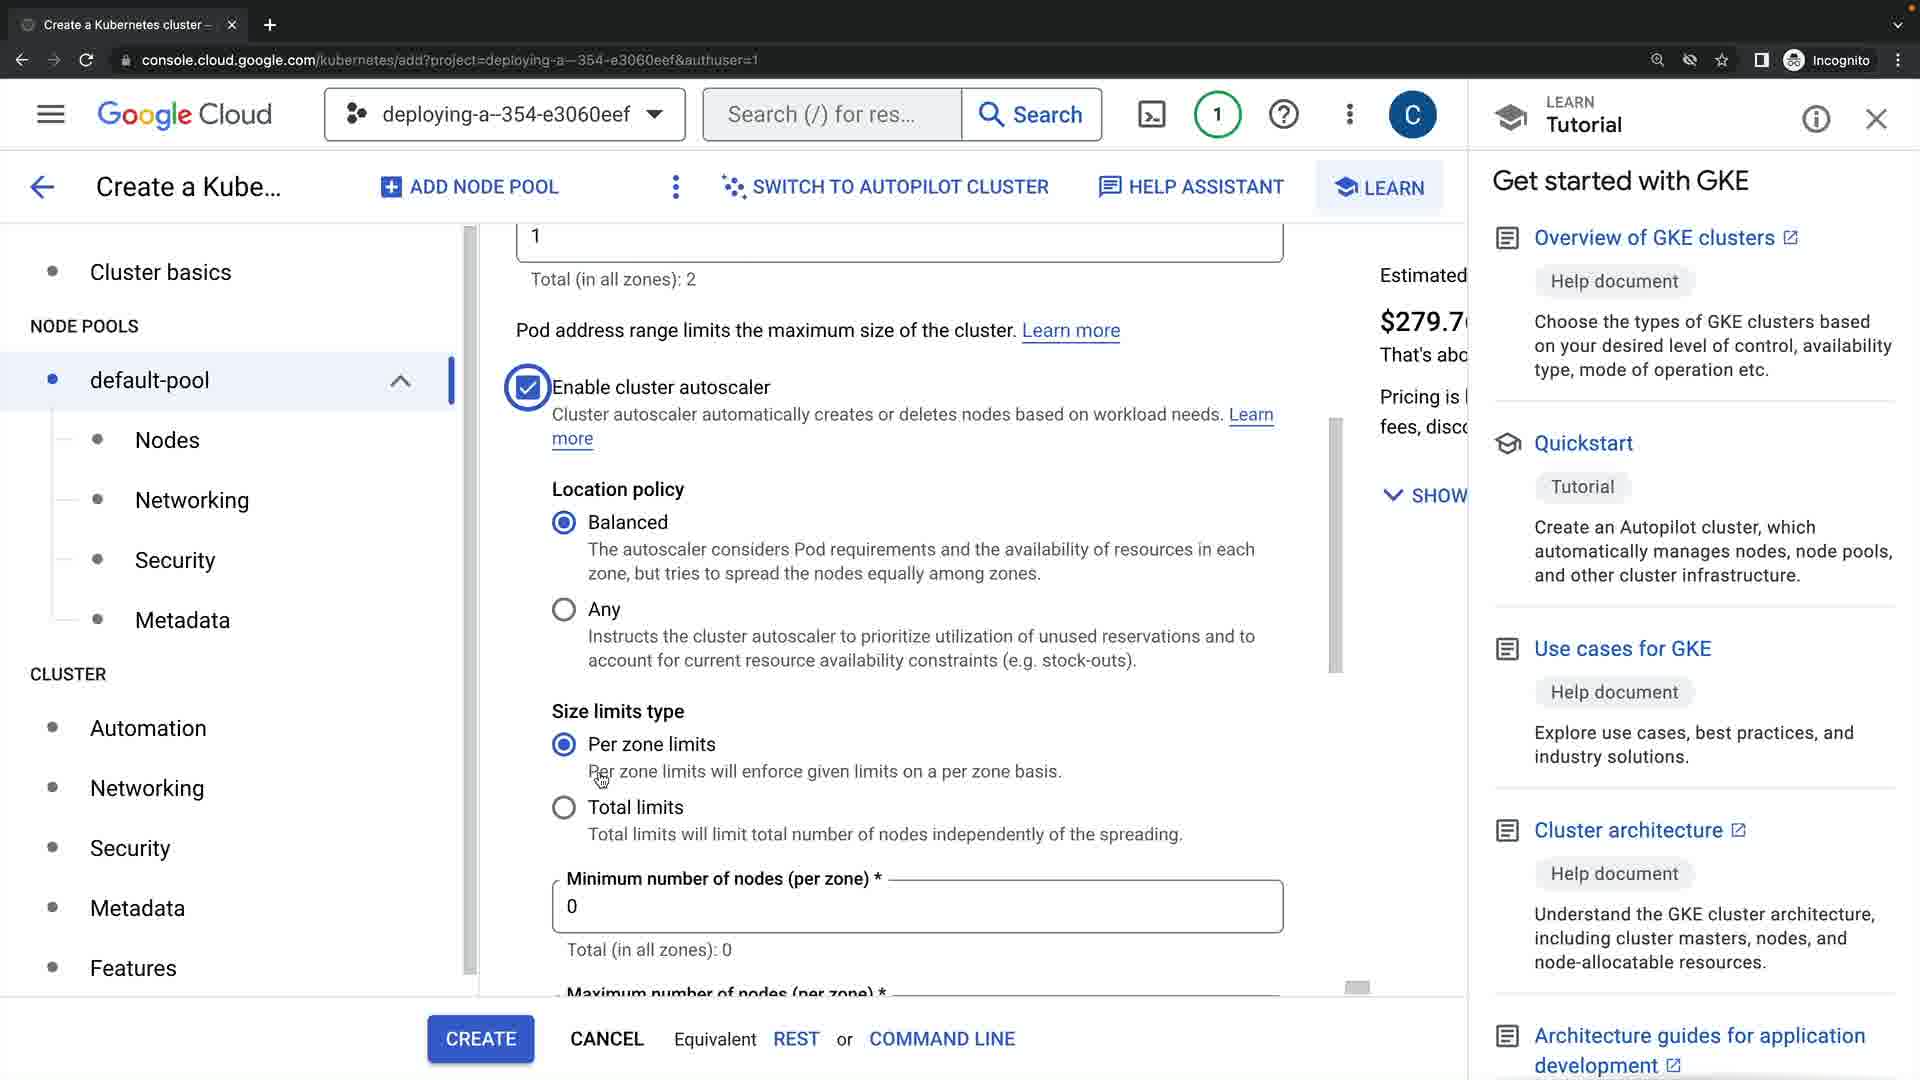 Create a Kubernetes cluster –
console.cloud.google.com/kubernetes/add?project=deploying-a--354-e3060eef&authuser=1
Incognito
Google Cloud
deploying-a--354-e3060eef
Search (/) for res...
Search
1
C
LEARN
Tutorial
Create a Kube...
ADD NODE POOL
SWITCH TO AUTOPILOT CLUSTER
HELP ASSISTANT
LEARN
Cluster basics
NODE POOLS
default-pool
Nodes
Networking
Security
Metadata
CLUSTER
Automation
Networking
Security
Metadata
Features
1
Total (in all zones): 2
Pod address range limits the maximum size of the cluster. Learn more
Enable cluster autoscaler
Cluster autoscaler automatically creates or deletes nodes based on workload needs. Learn
more
Location policy
Balanced
The autoscaler considers Pod requirements and the availability of resources in each
zone, but tries to spread the nodes equally among zones.
Any
Instructs the cluster autoscaler to prioritize utilization of unused reservations and to
account for current resource availability constraints (e.g. stock-outs).
Size limits type
Per zone limits
Per zone limits will enforce given limits on a per zone basis.
Total limits
Total limits will limit total number of nodes independently of the spreading.
Minimum number of nodes (per zone) *
0
Total (in all zones): 0
Maximum number of nodes (per zone) *
Estimated
$279.7
That's
Pricing is
fees,
SHOW
CREATE
CANCEL
Equivalent REST or COMMAND LINE
Get started with GKE
Overview of GKE clusters
Help document
Choose the types of GKE clusters based
on your desired level of control, availability
type, mode of operation etc.
Quickstart
Tutorial
Create an Autopilot cluster, which
automatically manages nodes, node pools,
and other cluster infrastructure.
Use cases for GKE
Help document
Explore use cases, best practices, and
industry solutions.
Cluster architecture
Help document
Understand the GKE cluster architecture,
including cluster masters, nodes, and
node-allocatable resources.
Architecture guides for application
development